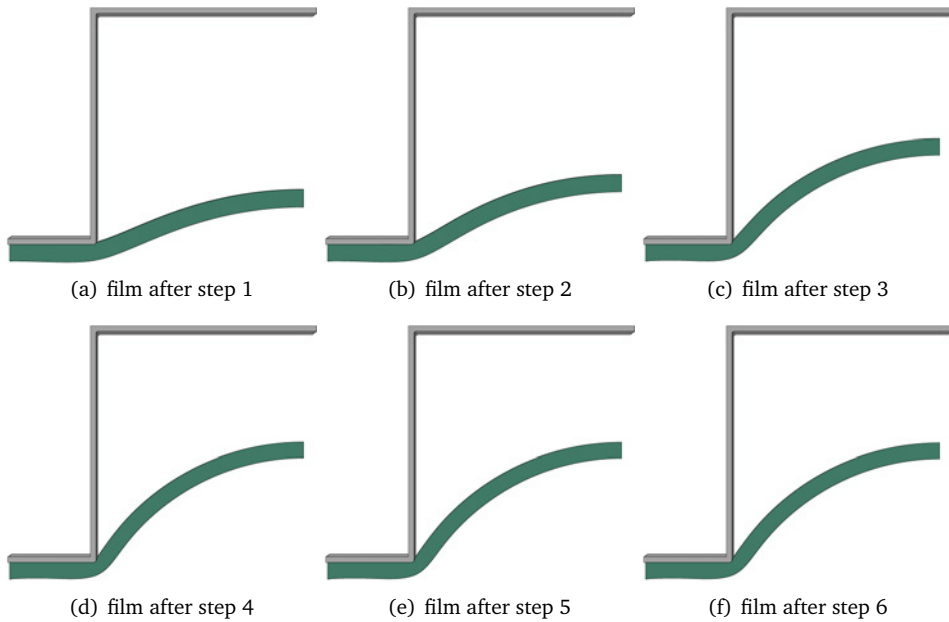 (a) film after step 1
(b) film after step 2
(c) film after step 3
(d) film after step 4
(e) film after step 5
(f) film after step 6